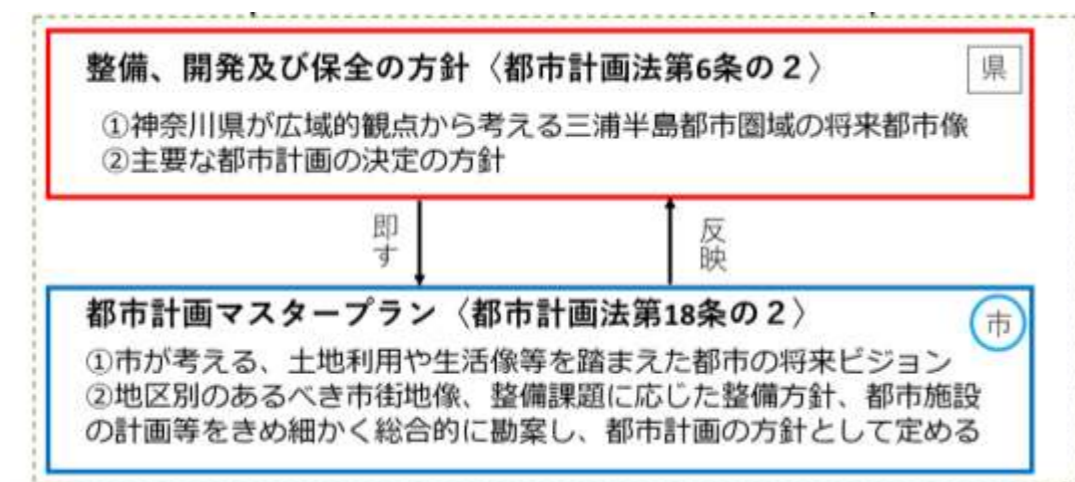 整備、開発及び保全の方針〈都市計画法第6条の２〉
県
①神奈川県が広域的観点から考える三浦半島都市圏域の将来都市像
②主要な都市計画の決定の方針
即す
反映
都市計画マスタープラン〈都市計画法第18条の２〉
市
①市が考える、土地利用や生活像等を踏まえた都市の将来ビジョン
②地区別のあるべき市街地像、整備課題に応じた整備方針、都市施設
の計画等をきめ細かく総合的に勘案し、都市計画の方針として定める